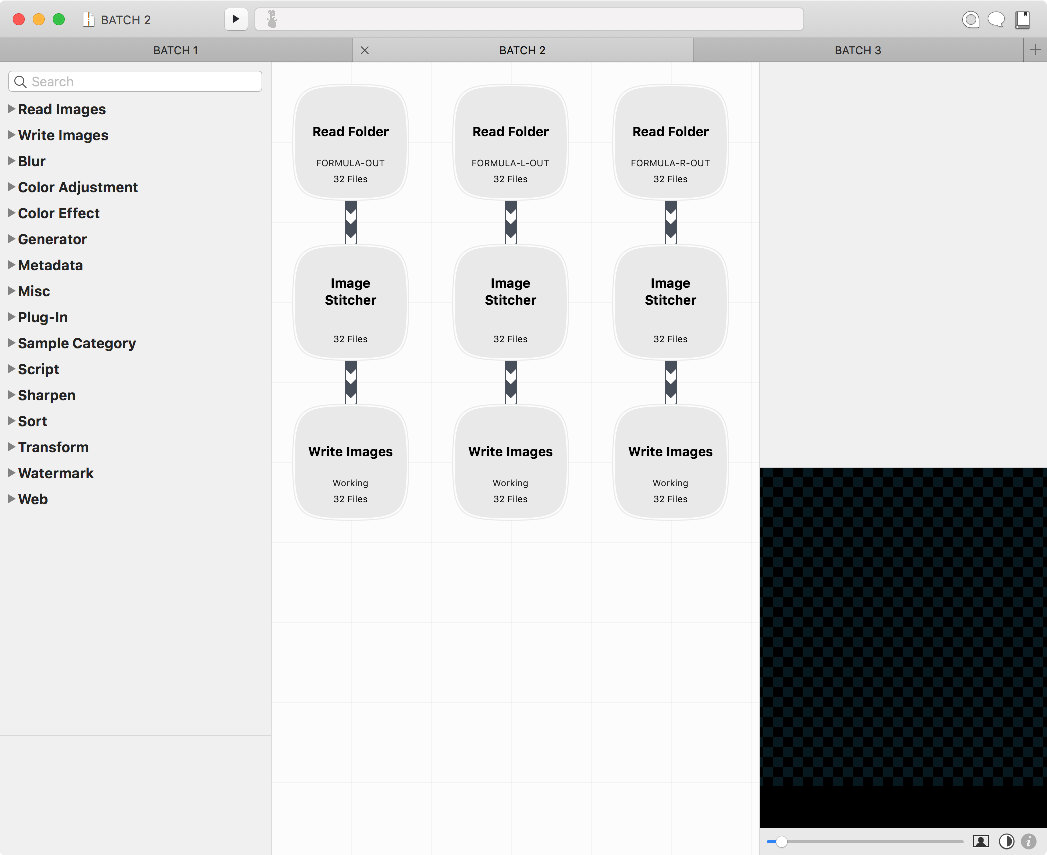 BATCH 2
BATCH 1
BATCH 2
BATCH 3
Search
Read Images
Write Images
Blur
Color Adjustment
Color Effect
Generator
Metadata
Misc
Plug-In
Sample Category
Script
Sharpen
Sort
Transform
Watermark
Web
Read Folder
FORMULA-OUT
32 Files
Read Folder
FORMULA-L-OUT
32 Files
Read Folder
FORMULA-R-OUT
32 Files
Image
Stitcher
32 Files
Image
Stitcher
32 Files
Image
Stitcher
32 Files
Write Images
Working
32 Files
Write Images
Working
32 Files
Write Images
Working
32 Files